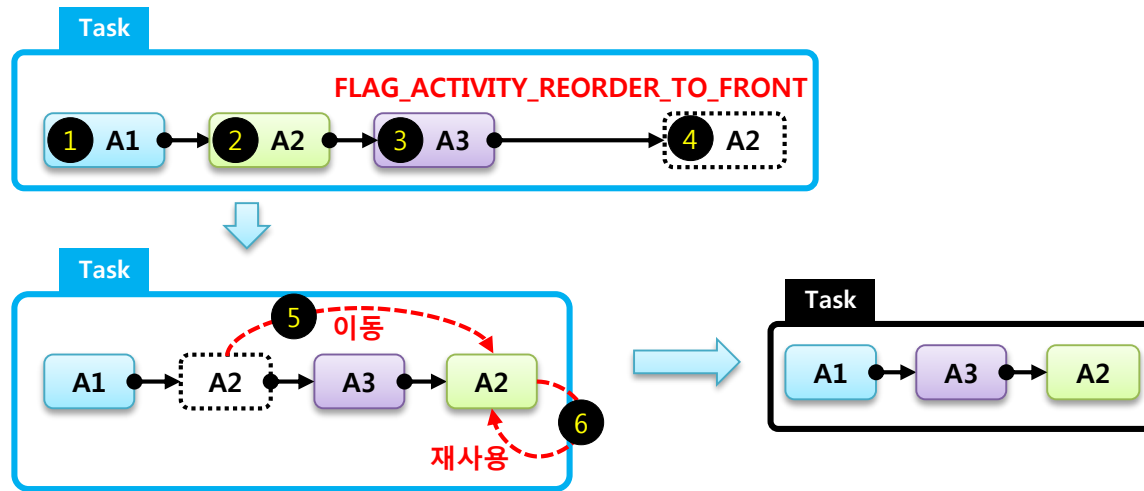 Task
FLAG_ACTIVITY_REORDER_TO_FRONT
1 A1 2 A2 3 A3 4 A2
Task
5
이동
A1 A2 A3 A2
6
재사용
Task
A1 A3 A2